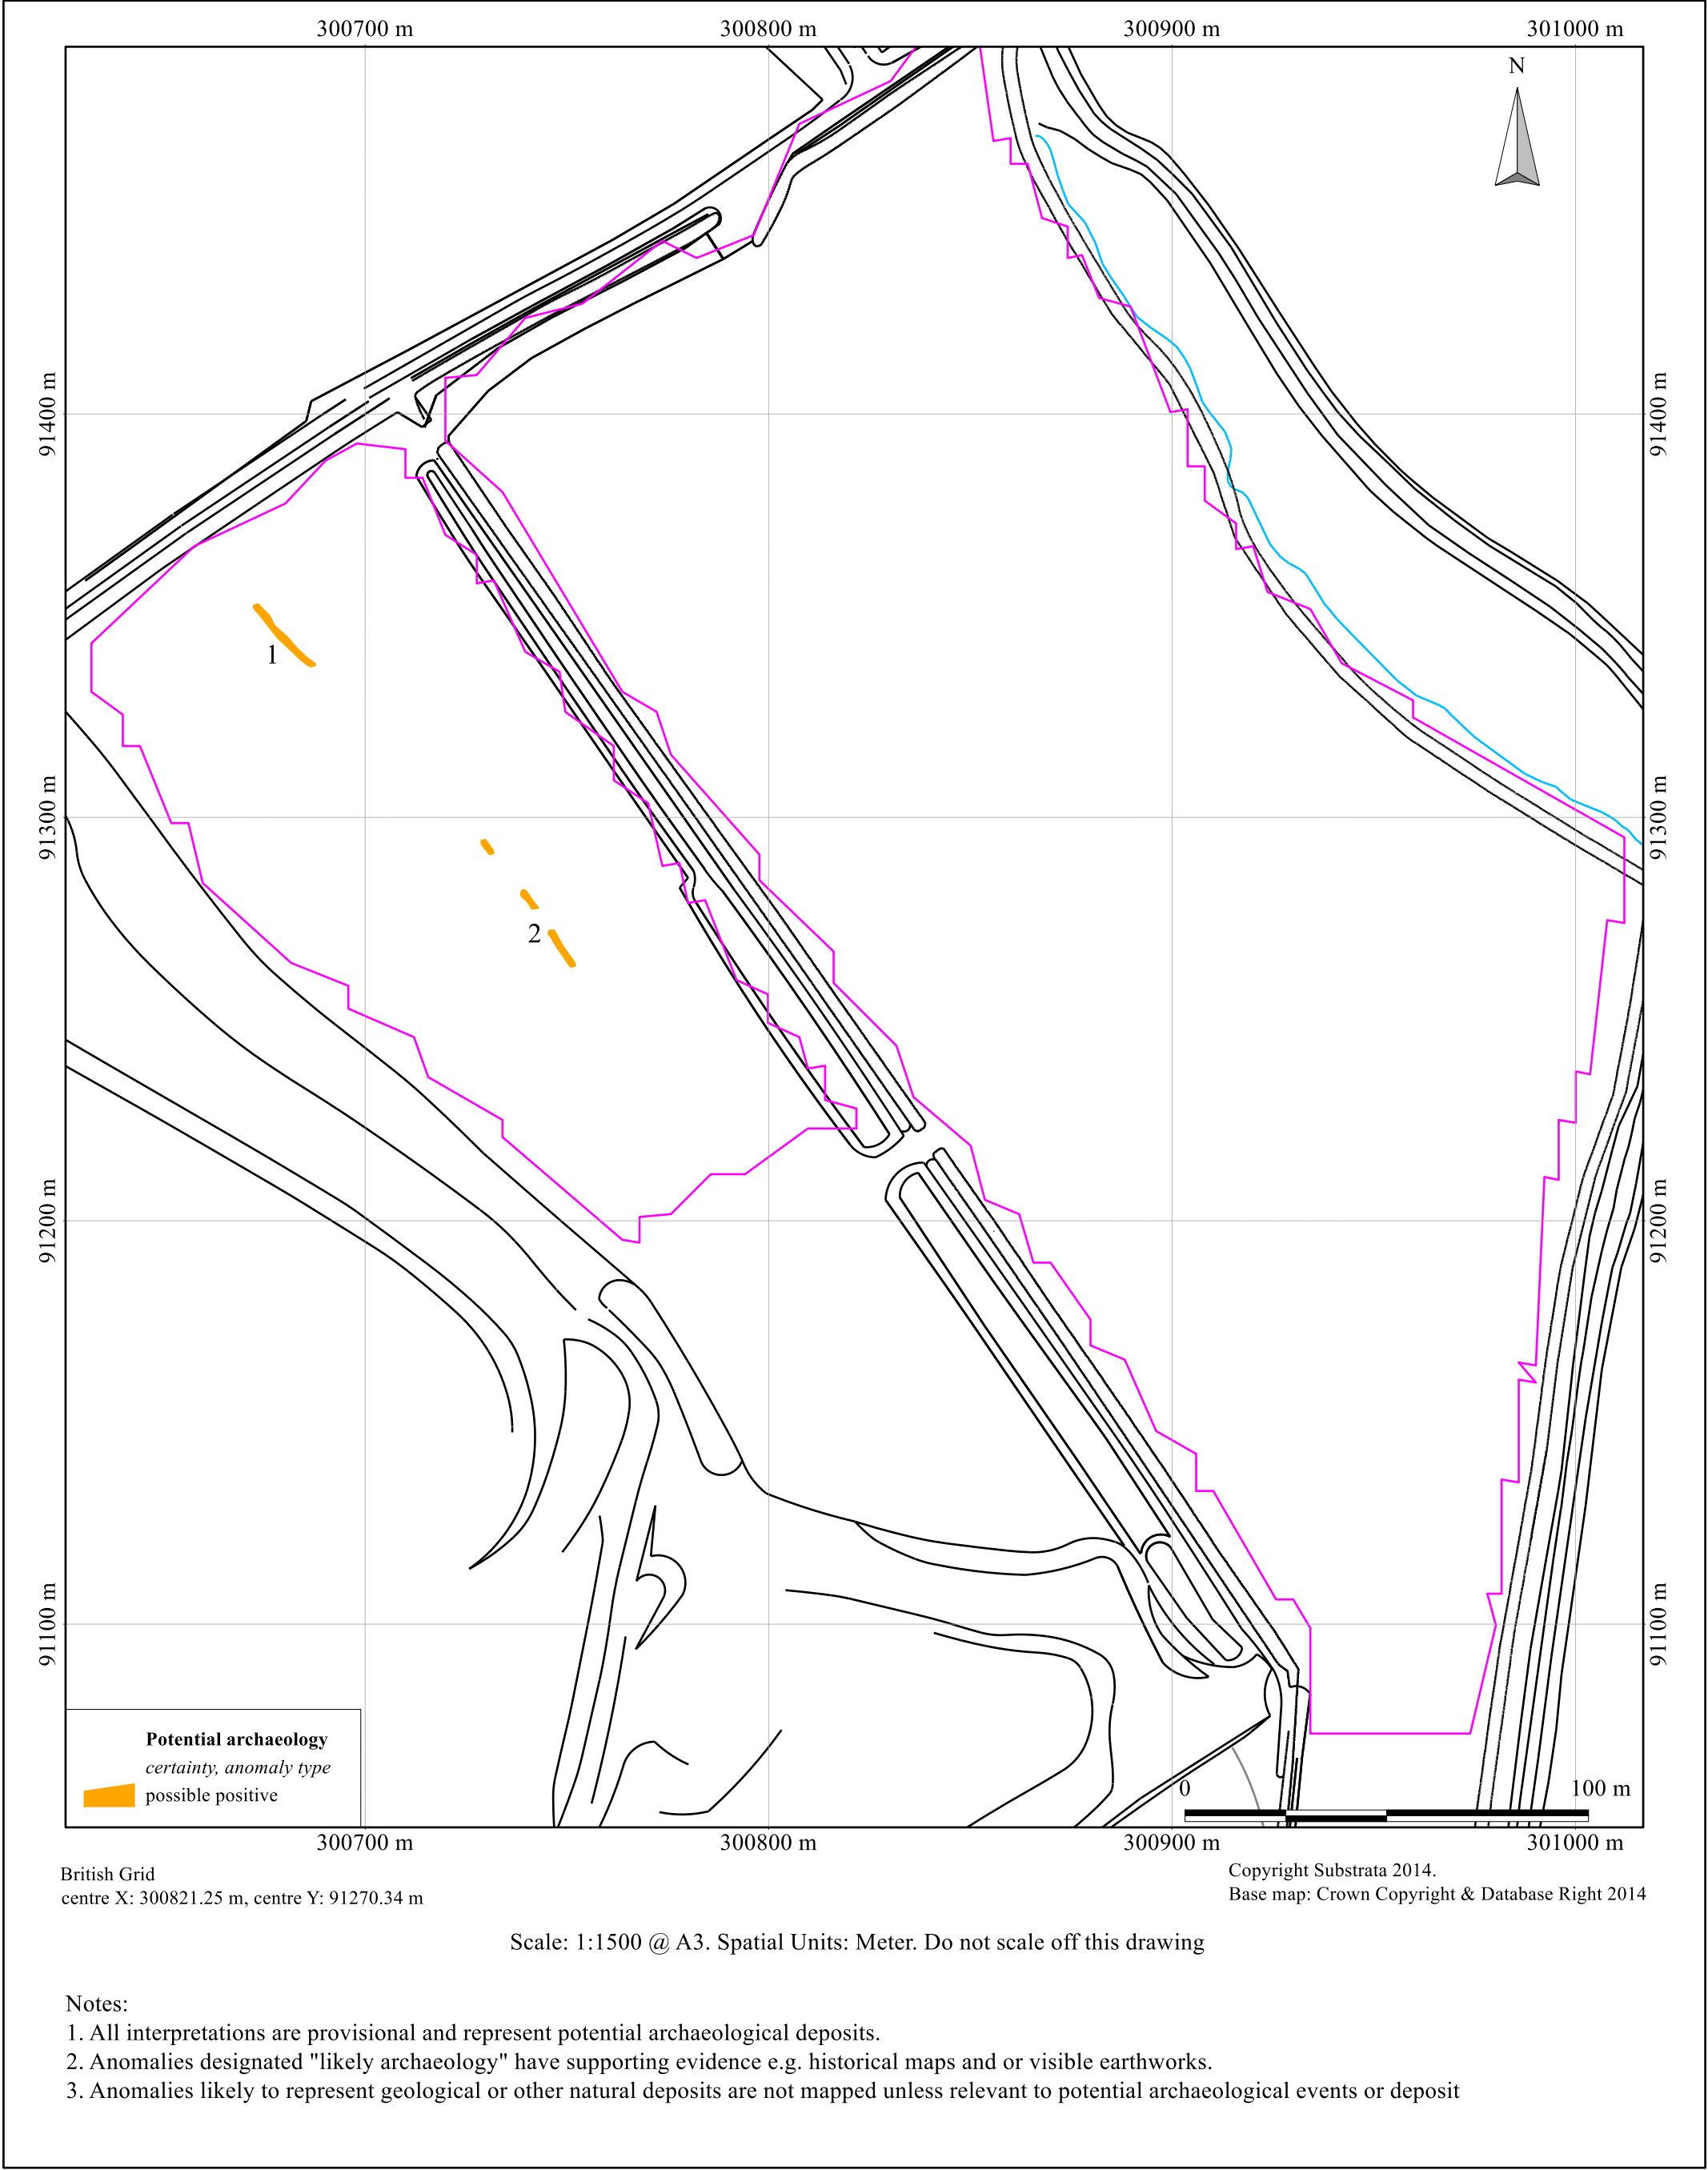 300700 m 300800 m 300900 m 301000 m
N
91400 m 91400 m
1
91300 m 91300 m
2
91200 m 91200 m
91100 m 91100 m
Potential archaeology
certainty, anomaly type
possible positive
0 100 m
300700 m 300800 m 300900 m 301000 m
British Grid
centre X: 300821.25 m, centre Y: 91270.34 m
Copyright Substrata 2014.
Base map: Crown Copyright & Database Right 2014
Scale: 1:1500 @ A3. Spatial Units: Meter. Do not scale off this drawing
Notes:
1. All interpretations are provisional and represent potential archaeological deposits.
2. Anomalies designated "likely archaeology" have supporting evidence e.g. historical maps and or visible earthworks.
3. Anomalies likely to represent geological or other natural deposits are not mapped unless relevant to potential archaeological events or deposit